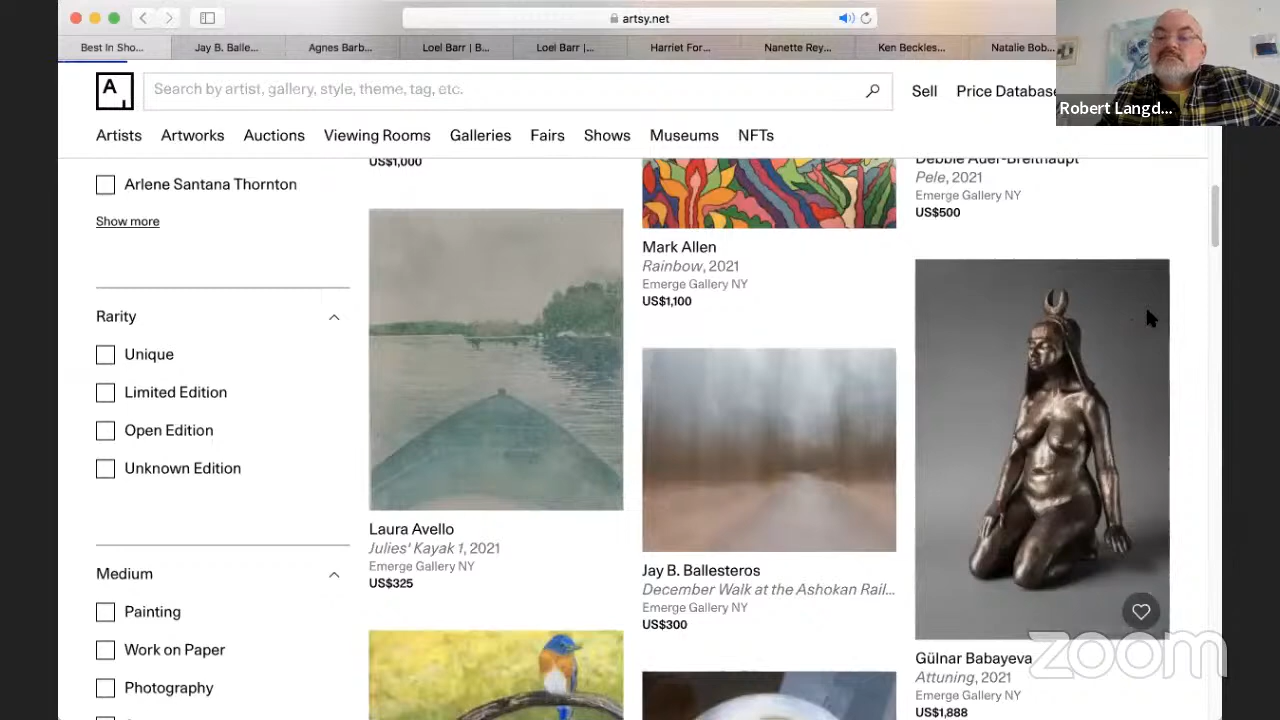 artsy.net
Best In Sho...
Jay B. Balle...
Agnes Barb...
Loel Barr | B...
Loel Barr |...
Harriet For...
Nanette Rey...
Ken Beckles...
Natalie Bob...
Robert Langd...
A
Search by artist, gallery, style, theme, tag, etc.
Sell
Price Database
Artists
Artworks
Auctions
Viewing Rooms
Galleries
Fairs
Shows
Museums
NFTs
Arlene Santana Thornton
Show more
Rarity
Unique
Limited Edition
Open Edition
Unknown Edition
Medium
Painting
Work on Paper
Photography
US$1,000
Laura Avello
Julies' Kayak 1, 2021
Emerge Gallery NY
US$325
Mark Allen
Rainbow, 2021
Emerge Gallery NY
US$1,100
Jay B. Ballesteros
December Walk at the Ashokan Rail...
Emerge Gallery NY
US$300
Debbie Auer-Breithaupt
Pele, 2021
Emerge Gallery NY
US$500
Gülnar Babayeva
Attuning, 2021
Emerge Gallery NY
US$1,888
zoom